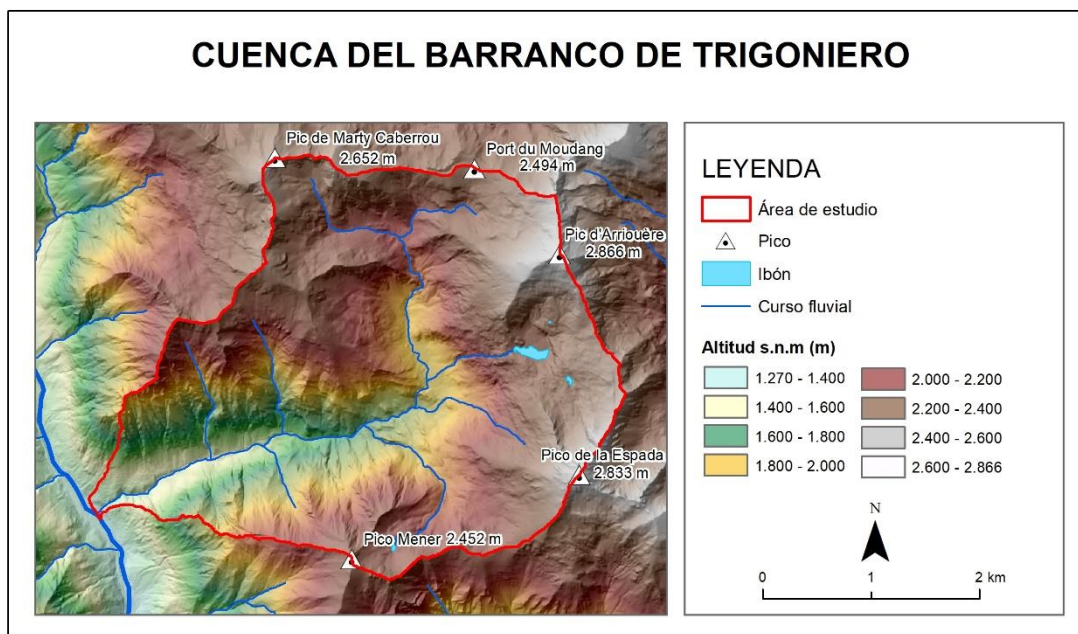 CUENCA DEL BARRANCO DE TRIGONIERO
Pic de Marty Caberrou
2.652 m
Port du Moudang
2.494 m
Pic d'Arriouère
2.866 m
Pico de la Espada
2.833 m
Pico Mener 2.452 m
LEYENDA
Área de estudio
Pico
Ibón
Curso fluvial
Altitud s.n.m (m)
1.270 - 1.400
1.400 - 1.600
1.600 - 1.800
1.800 - 2.000
2.000 - 2.200
2.200 - 2.400
2.400 - 2.600
2.600 - 2.866
N
0 1 2 km